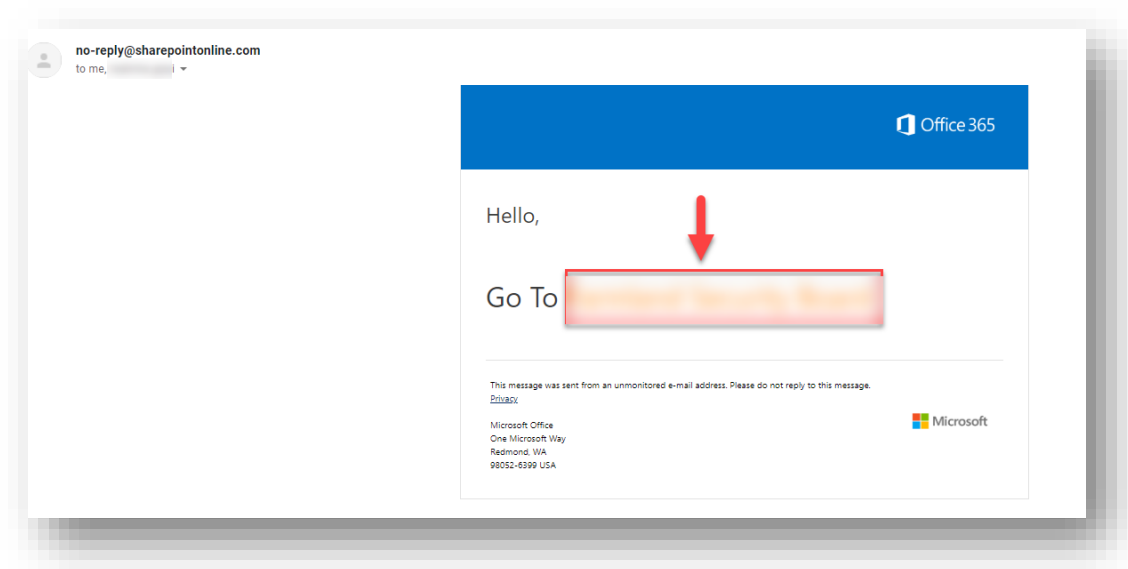 no-reply@sharepointonline.com
to me,
Office 365
Hello,
Go To
This message was sent from an unmonitored e-mail address. Please do not reply to this message.
Privacy
Microsoft Office
One Microsoft Way
Redmond, WA
98052-6399 USA
Microsoft